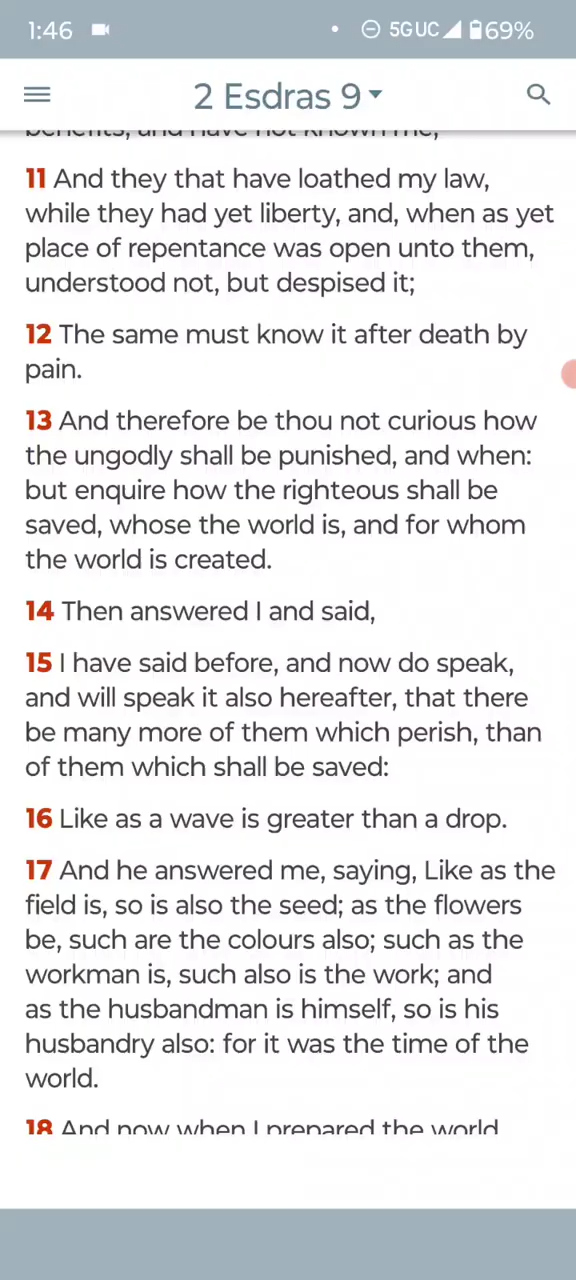 1:46
5GUC 69%
2 Esdras 9
benefits, and have not known me;
11 And they that have loathed my law,
while they had yet liberty, and, when as yet
place of repentance was open unto them,
understood not, but despised it;
12 The same must know it after death by
pain.
13 And therefore be thou not curious how
the ungodly shall be punished, and when:
but enquire how the righteous shall be
saved, whose the world is, and for whom
the world is created.
14 Then answered I and said,
15 I have said before, and now do speak,
and will speak it also hereafter, that there
be many more of them which perish, than
of them which shall be saved:
16 Like as a wave is greater than a drop.
17 And he answered me, saying, Like as the
field is, so is also the seed; as the flowers
be, such are the colours also; such as the
workman is, such also is the work; and
as the husbandman is himself, so is his
husbandry also: for it was the time of the
world.
18 And now when I prepared the world